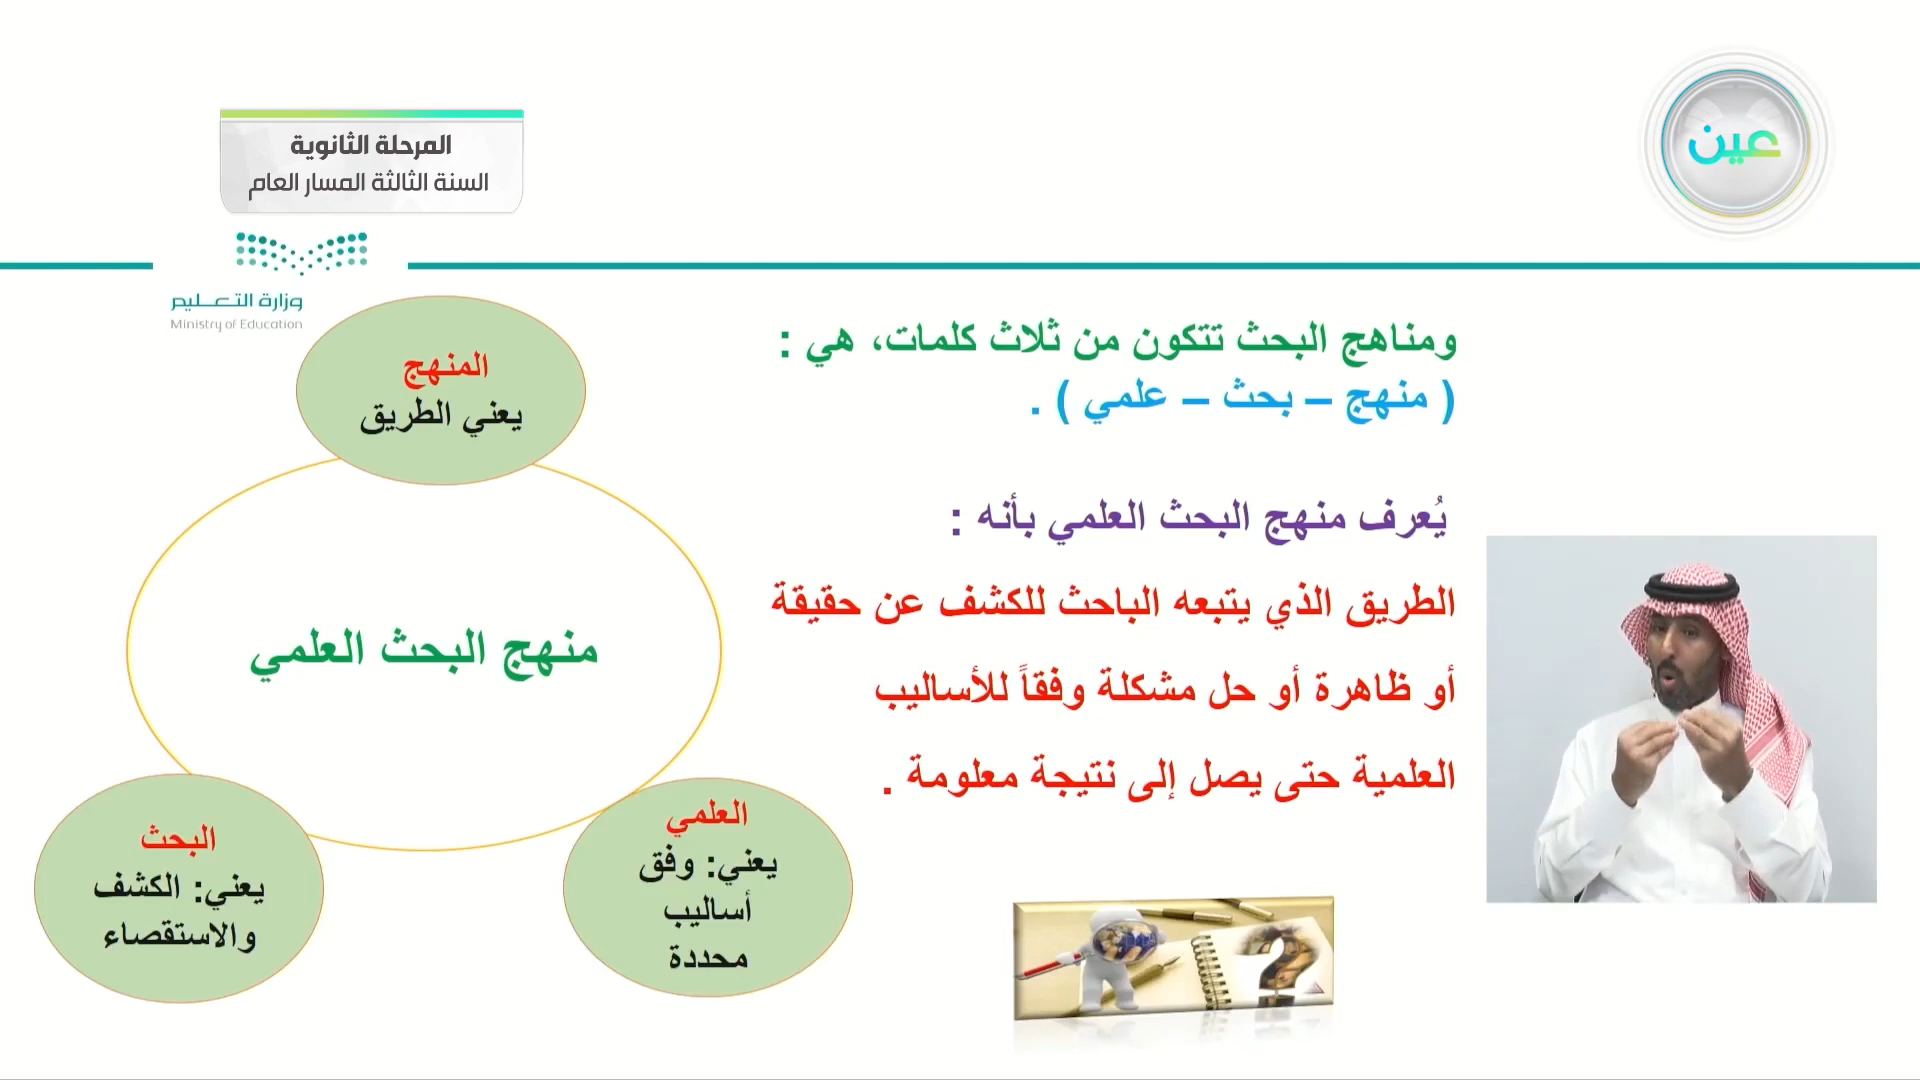 عين
المرحلة الثانوية
السنة الثالثة المسار العام
وزارة التعـــليم
Ministry of Education
ومناهج البحث تتكون من ثلاث كلمات، هي :
( منهج – بحث – علمي ) .
يُعرف منهج البحث العلمي بأنه :
الطريق الذي يتبعه الباحث للكشف عن حقيقة
أو ظاهرة أو حل مشكلة وفقاً للأساليب
العلمية حتى يصل إلى نتيجة معلومة .
المنهج
يعني الطريق
منهج البحث العلمي
العلمي
يعني: وفق
أساليب
محددة
البحث
يعني: الكشف
والاستقصاء
?